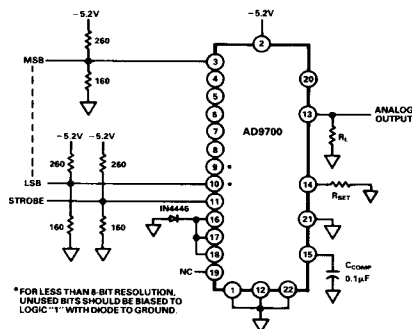 -5.2V
-5.2V
260
MSB
160
3
2
4
20
5
13
ANALOG
OUTPUT
6
-5.2V
-5.2V
7
AD9700
RL
8
260
260
9 *
14
RSET
LSB
10 *
STROBE
11
21
160
160
IN4446
16
17
15
CCOMP
0.1μF
18
NC
19
1
12
22
* FOR LESS THAN 8-BIT RESOLUTION,
UNUSED BITS SHOULD BE BIASED TO
LOGIC "1" WITH DIODE TO GROUND.